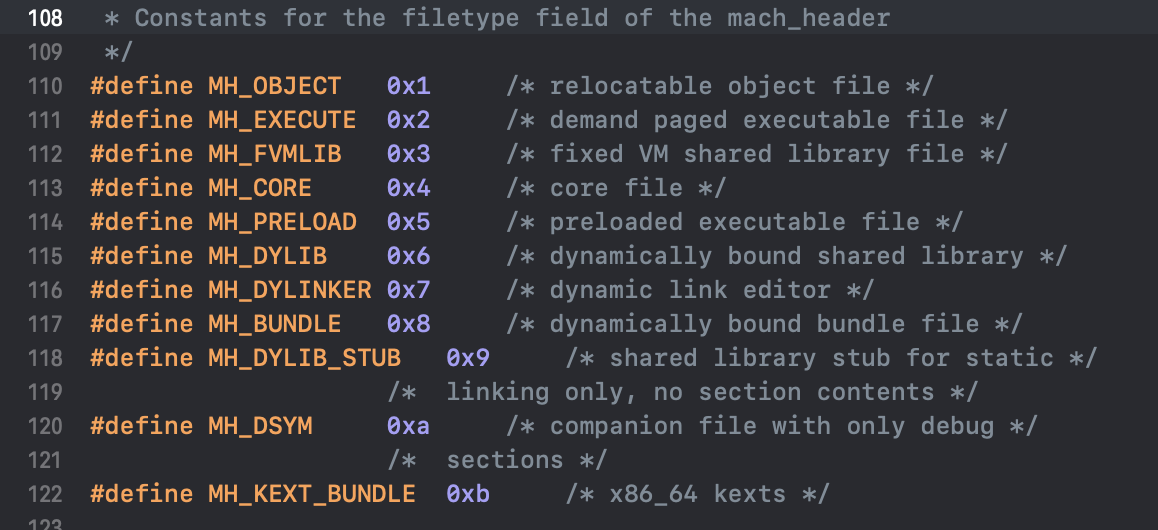 108 * Constants for the filetype field of the mach_header
109 */
110 #define MH_OBJECT 0x1 /* relocatable object file */
111 #define MH_EXECUTE 0x2 /* demand paged executable file */
112 #define MH_FVMLIB 0x3 /* fixed VM shared library file */
113 #define MH_CORE 0x4 /* core file */
114 #define MH_PRELOAD 0x5 /* preloaded executable file */
115 #define MH_DYLIB 0x6 /* dynamically bound shared library */
116 #define MH_DYLINKER 0x7 /* dynamic link editor */
117 #define MH_BUNDLE 0x8 /* dynamically bound bundle file */
118 #define MH_DYLIB_STUB 0x9 /* shared library stub for static */
119 /* linking only, no section contents */
120 #define MH_DSYM 0xa /* companion file with only debug */
121 /* sections */
122 #define MH_KEXT_BUNDLE 0xb /* x86_64 kexts */
123